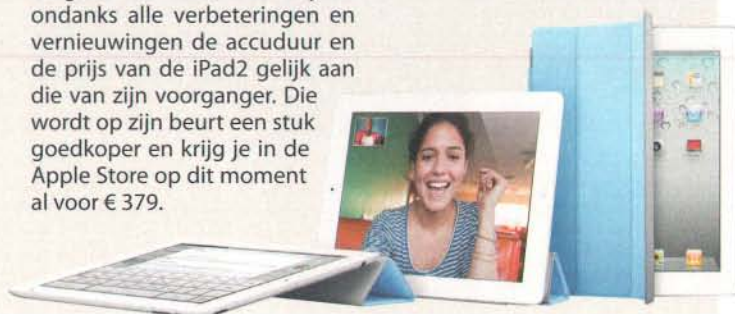 ondanks alle verbeteringen en
vernieuwingen de accuduur en
de prijs van de iPad2 gelijk aan
die van zijn voorganger. Die
wordt op zijn beurt een stuk
goedkoper en krijg je in de
Apple Store op dit moment
al voor € 379.